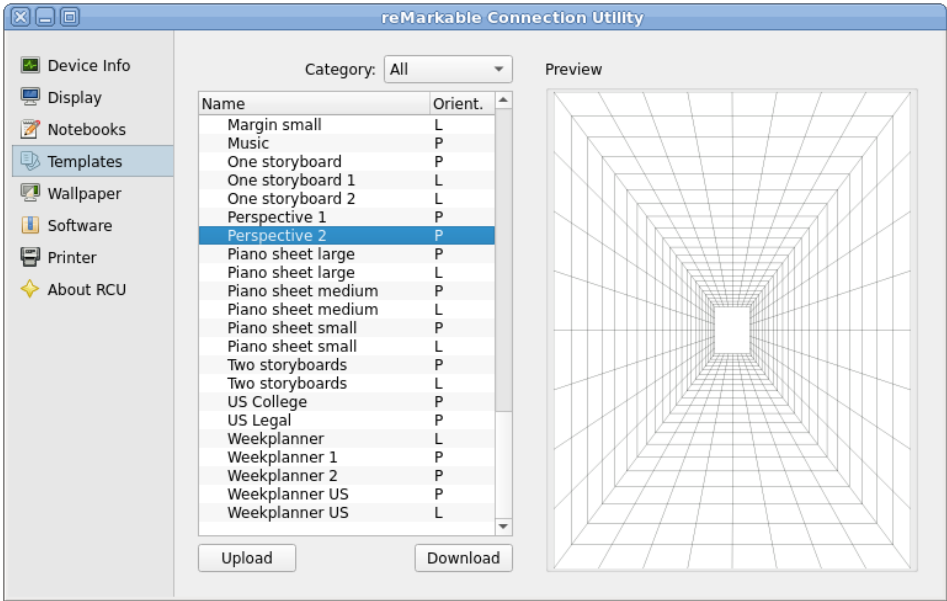 reMarkable Connection Utility
Device Info
Display
Notebooks
Templates
Wallpaper
Software
Printer
About RCU
Category: All
Name Orient.
Margin small L
Music P
One storyboard P
One storyboard 1 L
One storyboard 2 L
Perspective 1 P
Perspective 2 P
Piano sheet large P
Piano sheet large L
Piano sheet medium P
Piano sheet medium L
Piano sheet small P
Piano sheet small L
Two storyboards P
Two storyboards L
US College P
US Legal P
Weekplanner L
Weekplanner 1 P
Weekplanner 2 P
Weekplanner US P
Weekplanner US L
Upload Download
Preview